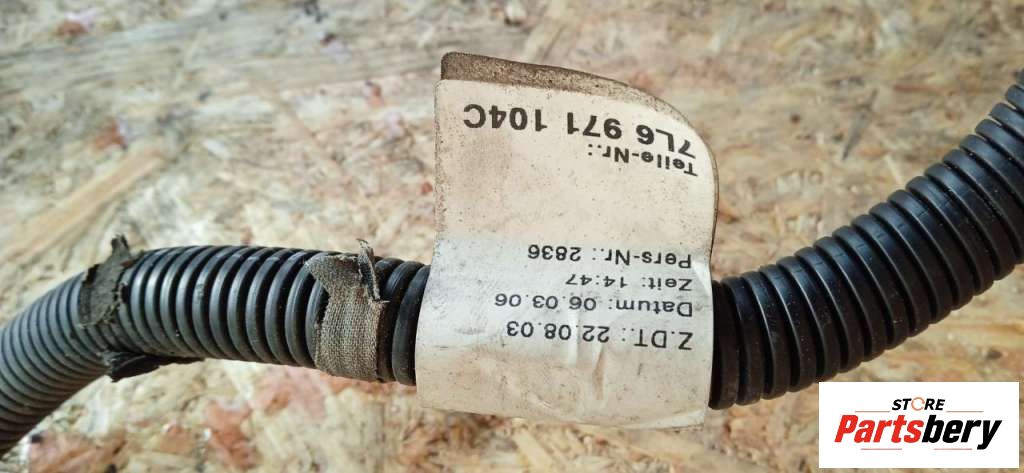 Teile-Nr.:
7L6 971 104C
Pers-Nr.: 2836
Zeit: 14:47
Datum: 06.03.06
Z.DT.: 22.08.03
STORE
Partsbery